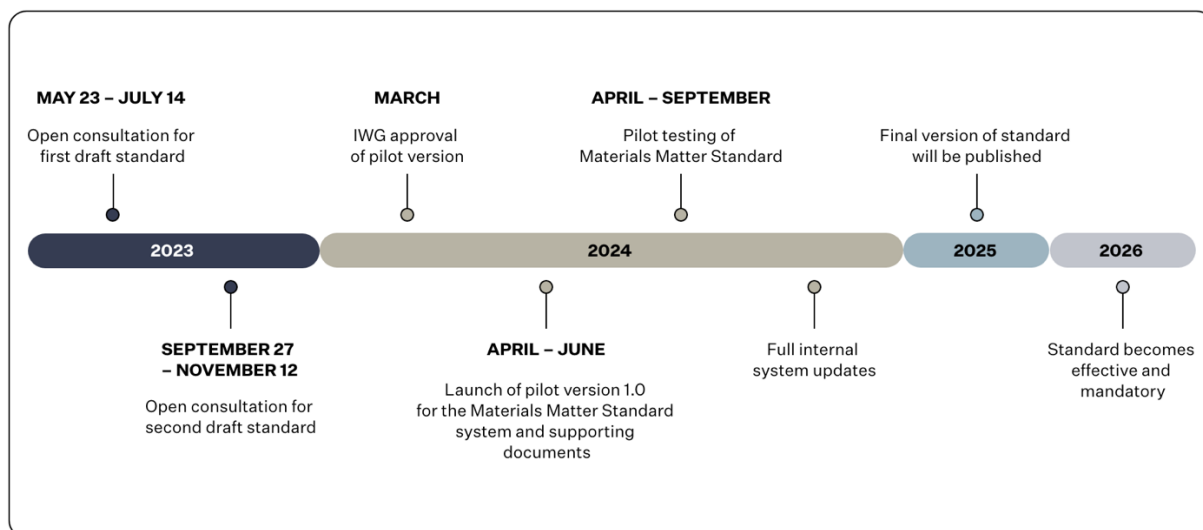 MAY 23 – JULY 14
Open consultation for
first draft standard
MARCH
IWG approval
of pilot version
APRIL – SEPTEMBER
Pilot testing of
Materials Matter Standard
Final version of standard
will be published
2023
2024
2025
2026
SEPTEMBER 27
– NOVEMBER 12
Open consultation for
second draft standard
APRIL – JUNE
Launch of pilot version 1.0
for the Materials Matter Standard
system and supporting
documents
Full internal
system updates
Standard becomes
effective and
mandatory